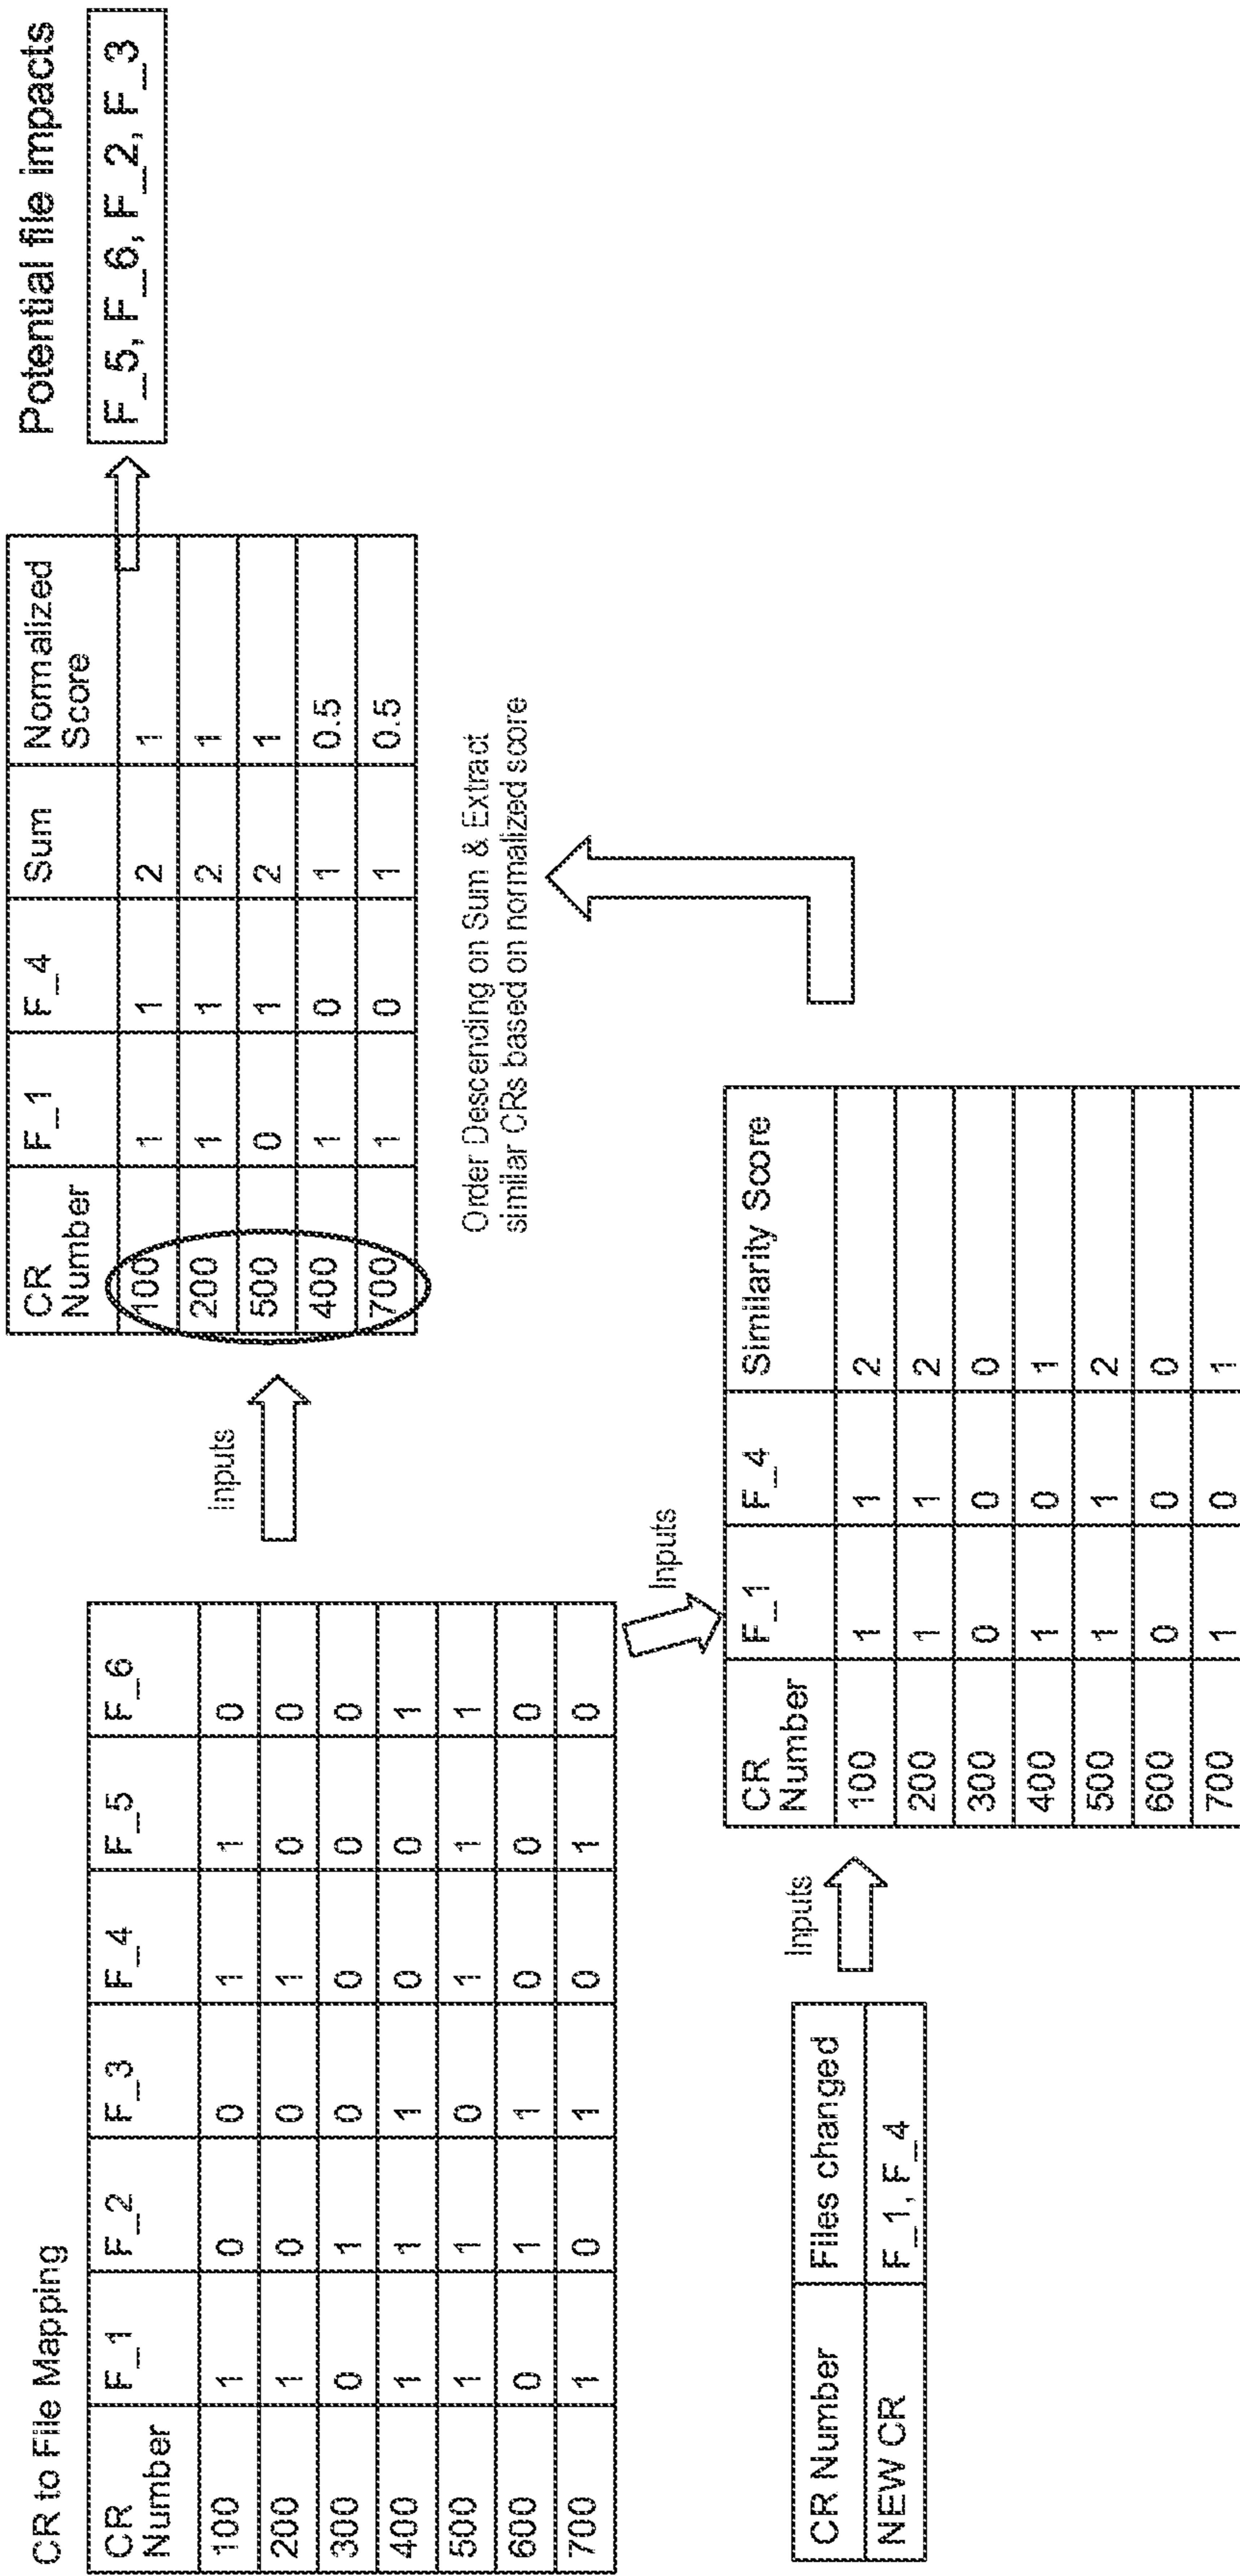 CR to File Mapping
CR Number F_1 F_2 F_3 F_4 F_5 F_6
100 1 0 0 1 1 0
200 1 0 0 1 0 0
300 0 1 0 0 0 0
400 1 1 1 0 0 1
500 1 1 0 1 1 1
600 0 1 1 0 0 0
700 1 0 1 0 1 0
Inputs
CR Number F_1 F_4 Sum Normalized Score
100 1 1 2 1
200 1 1 2 1
500 0 1 2 1
400 1 0 1 0.5
700 1 0 1 0.5
Potential file impacts
F_5, F_6, F_2, F_3
Order Descending on Sum & Extract
similar CRs based on normalized score
Inputs
CR Number Files changed
NEW CR F_1, F_4
Inputs
CR Number F_1 F_4 Similarity Score
100 1 1 2
200 1 1 2
300 0 0 0
400 1 0 1
500 1 1 2
600 0 0 0
700 1 0 1